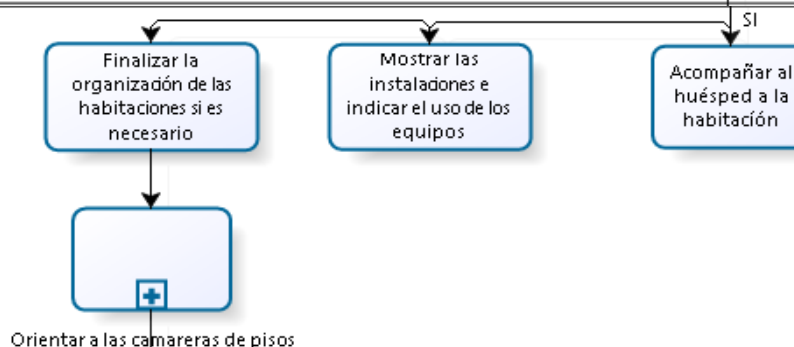 SI
Finalizar la
organización de las
habitaciones si es
necesario
Mostrar las
instalaciones e
indicar el uso de los
equipos
Acompañar al
huésped a la
habitación
Orientar a las camareras de pisos